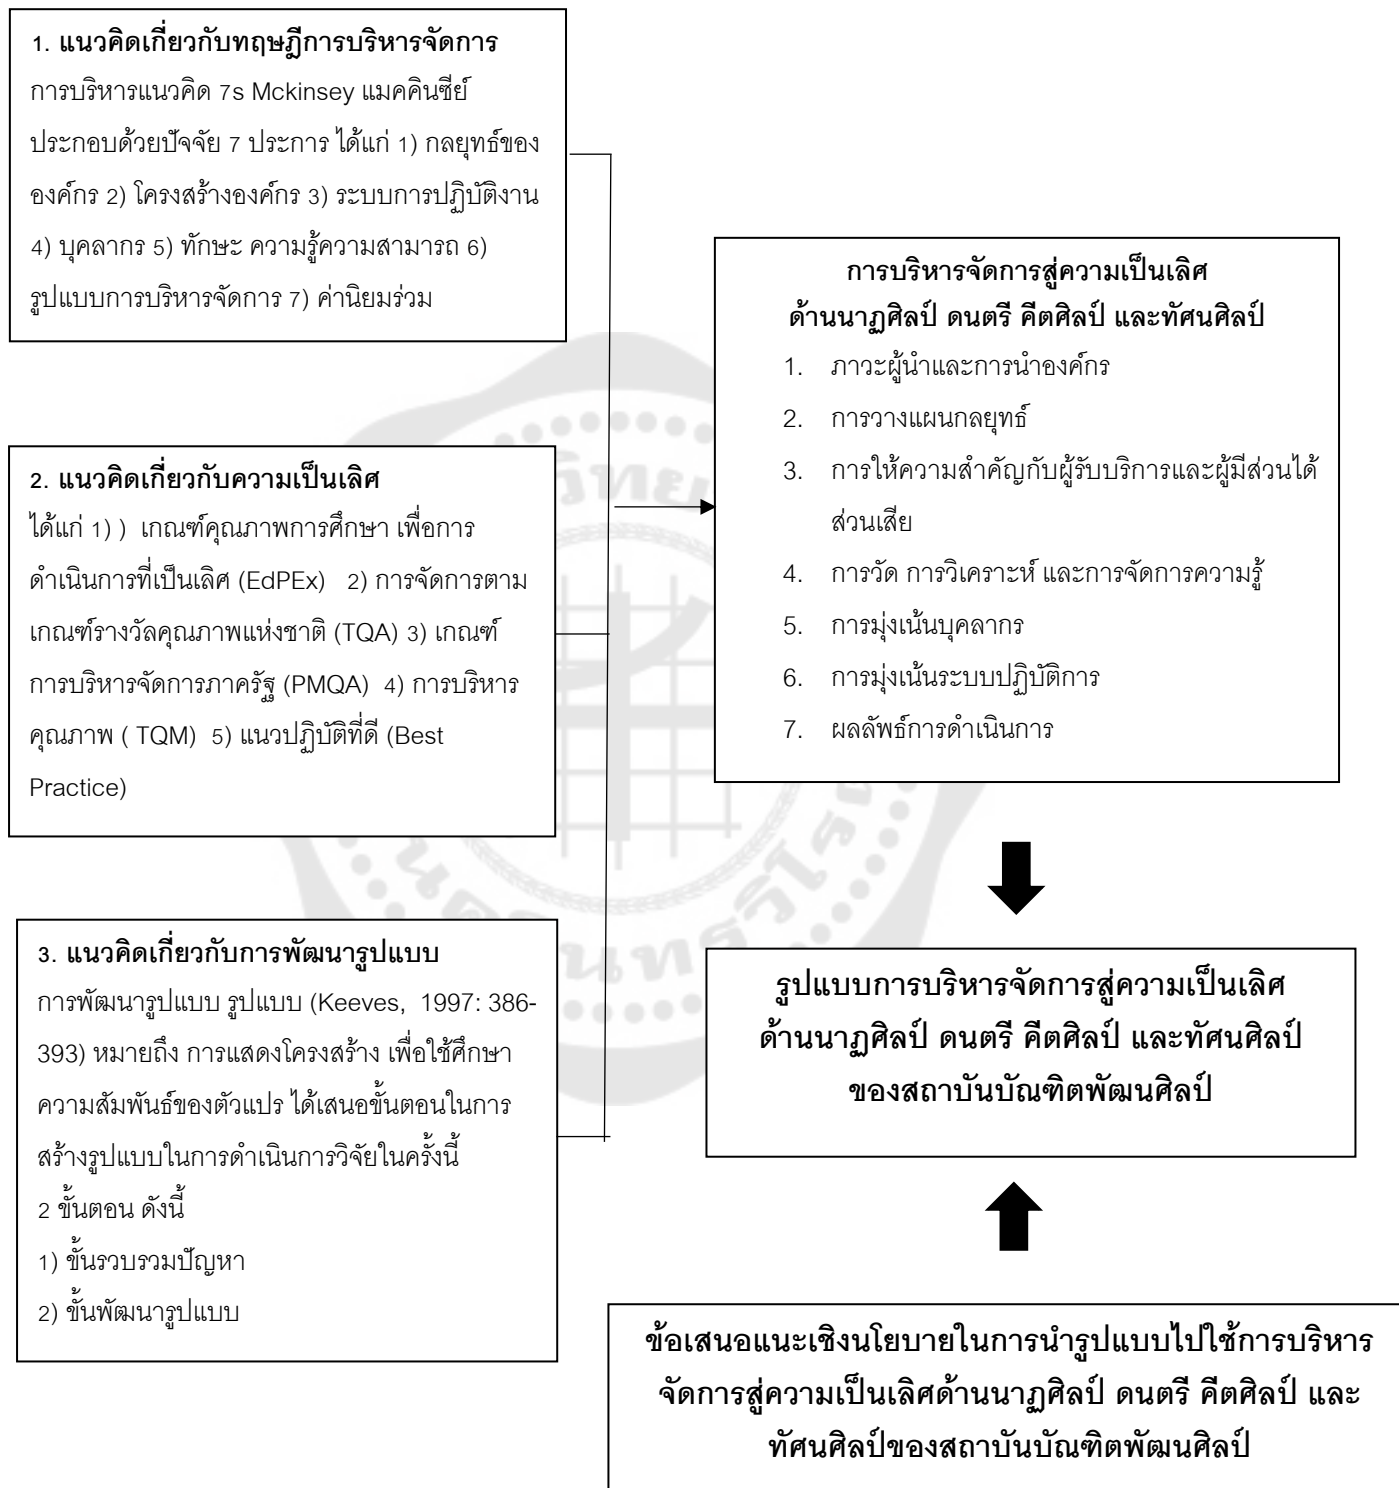 1. แนวคิดเกี่ยวกับทฤษฎีการบริหารจัดการ
การบริหารแนวคิด 7s Mckinsey แมคคินซีย์
ประกอบด้วยปัจจัย 7 ประการ ได้แก่ 1) กลยุทธ์ของ
องค์กร 2) โครงสร้างองค์กร 3) ระบบการปฏิบัติงาน
4) บุคลากร 5) ทักษะ ความรู้ความสามารถ 6)
รูปแบบการบริหารจัดการ 7) ค่านิยมร่วม
2. แนวคิดเกี่ยวกับความเป็นเลิศ
ได้แก่ 1) ) เกณฑ์คุณภาพการศึกษา เพื่อการ
ดำเนินการที่เป็นเลิศ (EdPEx) 2) การจัดการตาม
เกณฑ์รางวัลคุณภาพแห่งชาติ (TQA) 3) เกณฑ์
การบริหารจัดการภาครัฐ (PMQA) 4) การบริหาร
คุณภาพ ( TQM) 5) แนวปฏิบัติที่ดี (Best
Practice)
3. แนวคิดเกี่ยวกับการพัฒนารูปแบบ
การพัฒนารูปแบบ รูปแบบ (Keeves, 1997: 386-
393) หมายถึง การแสดงโครงสร้าง เพื่อใช้ศึกษา
ความสัมพันธ์ของตัวแปร ได้เสนอขั้นตอนในการ
สร้างรูปแบบในการดำเนินการวิจัยในครั้งนี้
2 ขั้นตอน ดังนี้
1) ขั้นรวบรวมปัญหา
2) ขั้นพัฒนารูปแบบ
การบริหารจัดการสู่ความเป็นเลิศ
ด้านนาฏศิลป์ ดนตรี คีตศิลป์ และทัศนศิลป์
1. ภาวะผู้นำและการนำองค์กร
2. การวางแผนกลยุทธ์
3. การให้ความสำคัญกับผู้รับบริการและผู้มีส่วนได้
ส่วนเสีย
4. การวัด การวิเคราะห์ และการจัดการความรู้
5. การมุ่งเน้นบุคลากร
6. การมุ่งเน้นระบบปฏิบัติการ
7. ผลลัพธ์การดำเนินการ
รูปแบบการบริหารจัดการสู่ความเป็นเลิศ
ด้านนาฏศิลป์ ดนตรี คีตศิลป์ และทัศนศิลป์
ของสถาบันบัณฑิตพัฒนศิลป์
ข้อเสนอแนะเชิงนโยบายในการนำรูปแบบไปใช้การบริหาร
จัดการสู่ความเป็นเลิศด้านนาฏศิลป์ ดนตรี คีตศิลป์ และ
ทัศนศิลป์ของสถาบันบัณฑิตพัฒนศิลป์